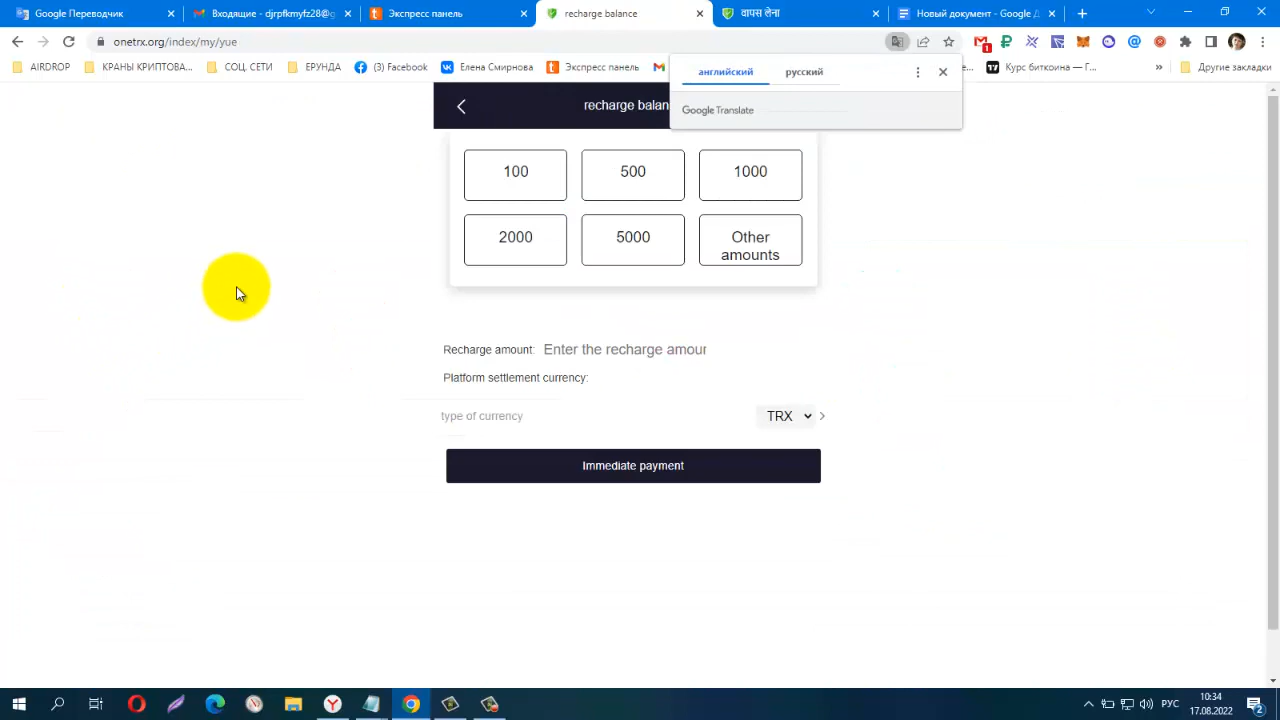 Google Переводчик
Входящие - djrpfkmyfz28@g
Экспресс панель
recharge balance
वापस लेना
Новый документ - Google Д
onetrx.org/index/my/yue
1
AIRDROP
КРАНЫ КРИПТОВА...
СОЦ. СЕТИ
ЕРУНДА
(3) Facebook
Елена Смирнова
Экспресс панель
Курс биткоина — Г...
»
Другие закладки
английский
русский
Google Translate
recharge balan
100
500
1000
2000
5000
Other
amounts
Recharge amount:
Enter the recharge amour
Platform settlement currency:
type of currency
TRX
Immediate payment
РУС
10:34
17.08.2022
2